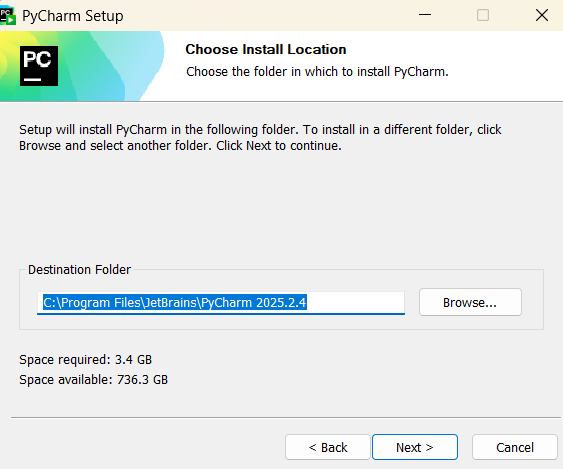 PyCharm Setup
PC
Choose Install Location
Choose the folder in which to install PyCharm.
Setup will install PyCharm in the following folder. To install in a different folder, click
Browse and select another folder. Click Next to continue.
Destination Folder
C:\Program Files\JetBrains\PyCharm 2025.2.4
Browse...
Space required: 3.4 GB
Space available: 736.3 GB
< Back
Next >
Cancel